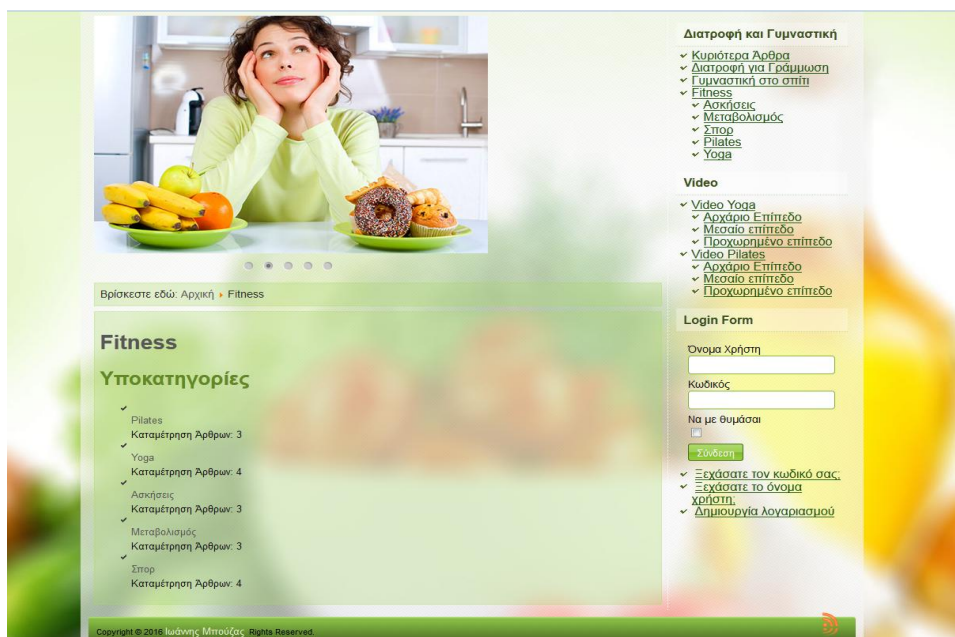 Βρίσκεστε εδώ: Αρχική Fitness
Fitness
Υποκατηγορίες
Pilates
Καταμέτρηση Άρθρων: 3
Yoga
Καταμέτρηση Άρθρων: 4
Ασκήσεις
Καταμέτρηση Άρθρων: 3
Μεταβολισμός
Καταμέτρηση Άρθρων: 3
Σπορ
Καταμέτρηση Άρθρων: 4
Διατροφή και Γυμναστική
Κυριότερα Άρθρα
Διατροφή για Γράμμωση
Γυμναστική στο σπίτι
Fitness
Ασκήσεις
Μεταβολισμός
Σπορ
Pilates
Yoga
Video
Video Yoga
Αρχάριο Επίπεδο
Μεσαίο επίπεδο
Προχωρημένο επίπεδο
Video Pilates
Αρχάριο Επίπεδο
Μεσαίο επίπεδο
Προχωρημένο επίπεδο
Login Form
Όνομα Χρήστη
Κωδικός
Να με θυμάσαι
Σύνδεση
Ξεχάσατε τον κωδικό σας;
Ξεχάσατε το όνομα
χρήστη;
Δημιουργία λογαριασμού
Copyright © 2016 Ιωάννης Μπούζας. Rights Reserved.